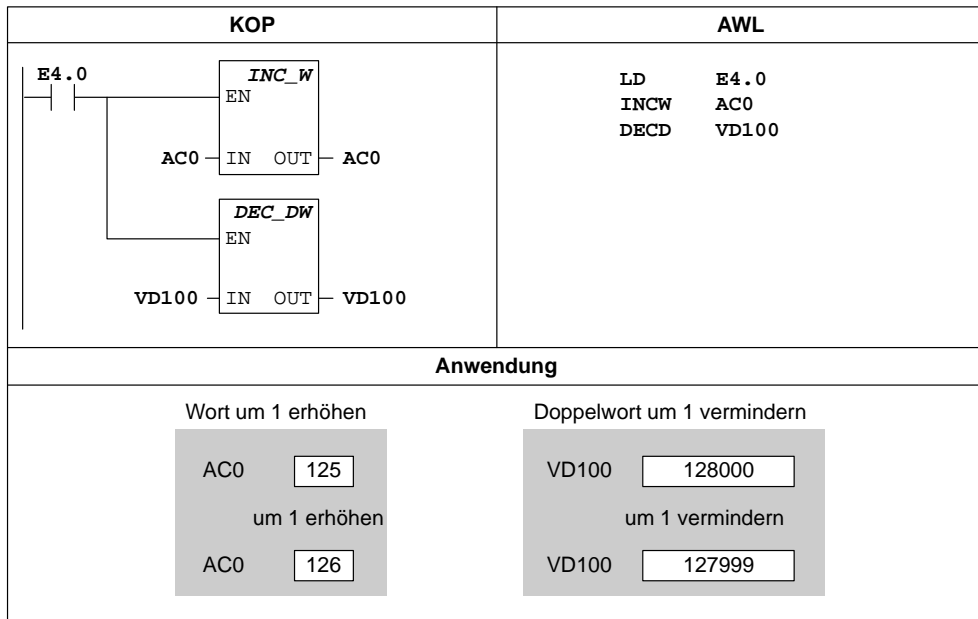 KOP
AWL
E4.0
INC_W
EN
AC0 IN OUT AC0
DEC_DW
EN
VD100 IN OUT VD100
LD E4.0
INCW AC0
DECD VD100
Anwendung
Wort um 1 erhöhen
AC0 125
um 1 erhöhen
AC0 126
Doppelwort um 1 vermindern
VD100 128000
um 1 vermindern
VD100 127999